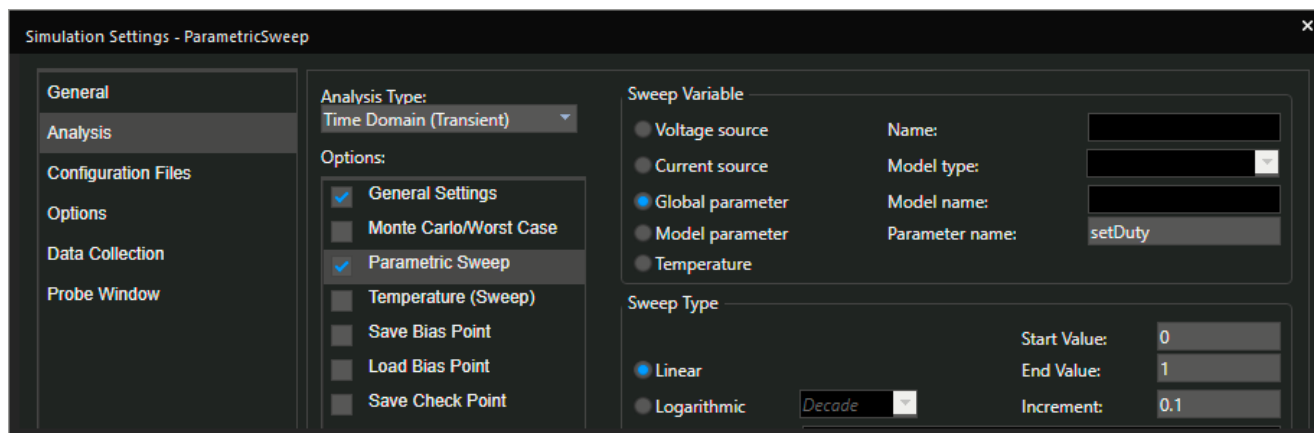 Simulation Settings - ParametricSweep
×
General
Analysis
Configuration Files
Options
Data Collection
Probe Window
Analysis Type:
Time Domain (Transient)
Options:
General Settings
Monte Carlo/Worst Case
Parametric Sweep
Temperature (Sweep)
Save Bias Point
Load Bias Point
Save Check Point
Sweep Variable
Voltage source
Name:
Current source
Model type:
Global parameter
Model name:
Model parameter
Parameter name: setDuty
Temperature
Sweep Type
Start Value: 0
Linear
End Value: 1
Logarithmic Decade
Increment: 0.1